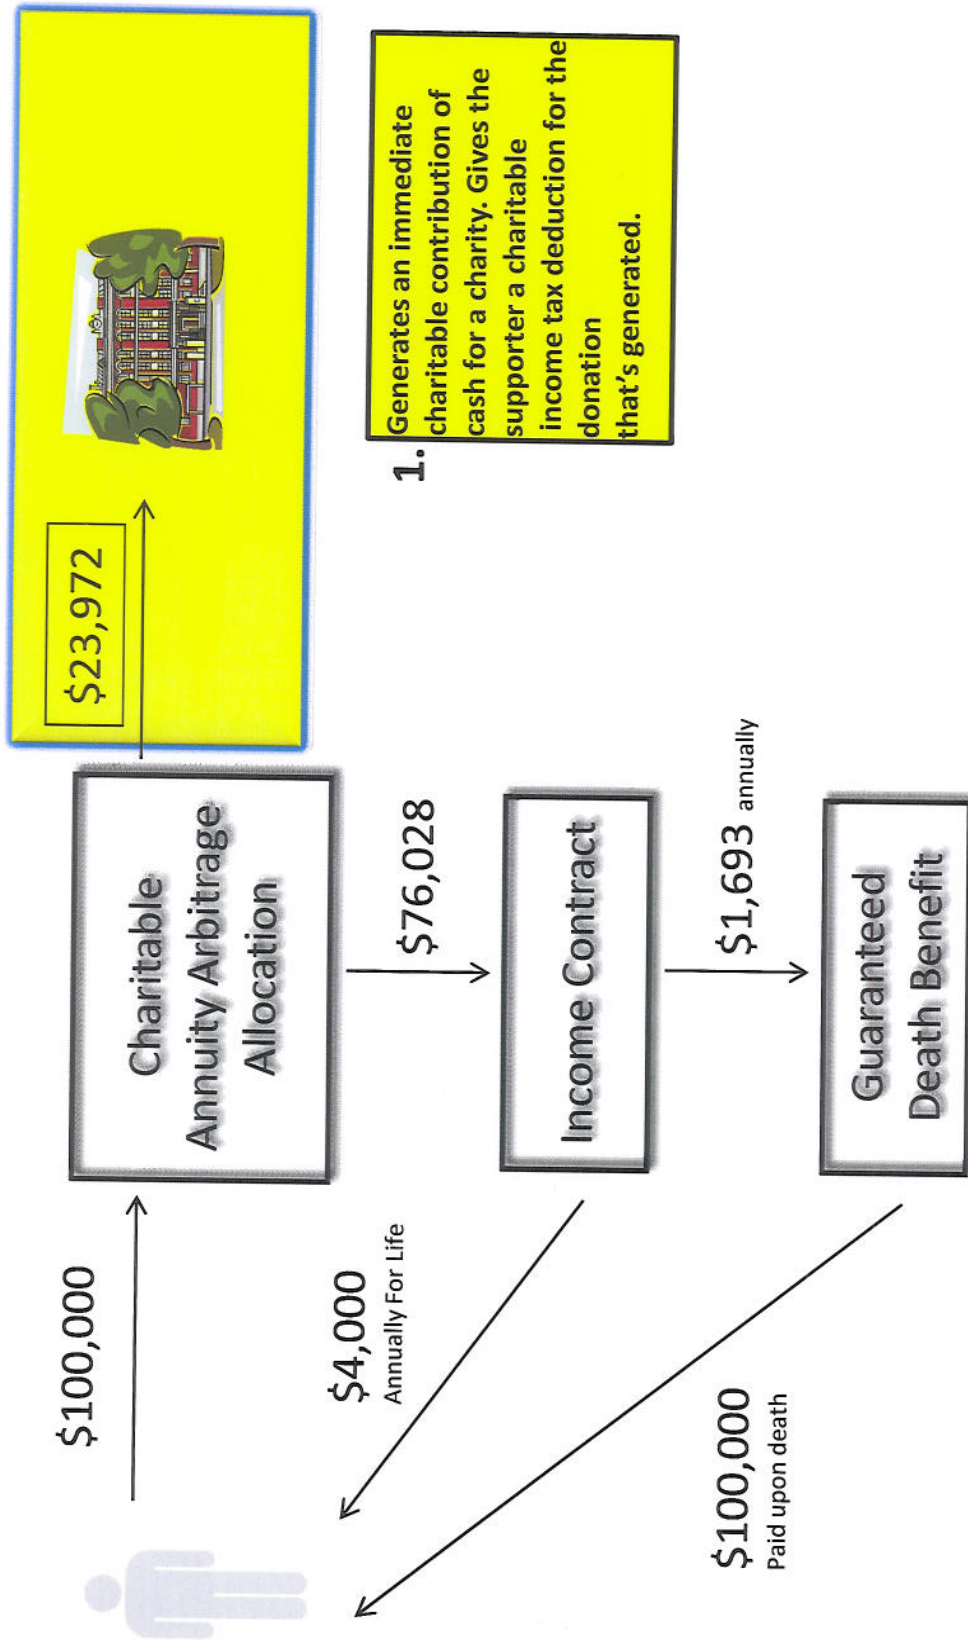 $100,000
Charitable
Annuity Arbitrage
Allocation
$23,972
$4,000
Annually For Life
$76,028
1.
Generates an immediate
charitable contribution of
cash for a charity. Gives the
supporter a charitable
income tax deduction for the
donation
that's generated.
Income Contract
$100,000
Paid upon death
$1,693 annually
Guaranteed
Death Benefit